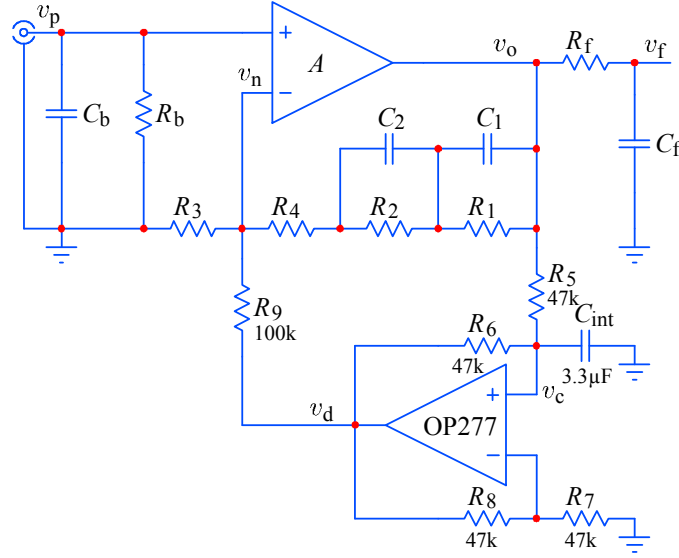 vp
vo
Rf
vf
A
vn
+
−
Cb
Rb
C2
C1
Cf
R3
R4
R2
R1
R5
47k
R9
100k
R6
47k
Cint
3.3µF
vd
vc
+
OP277
−
R8
47k
R7
47k